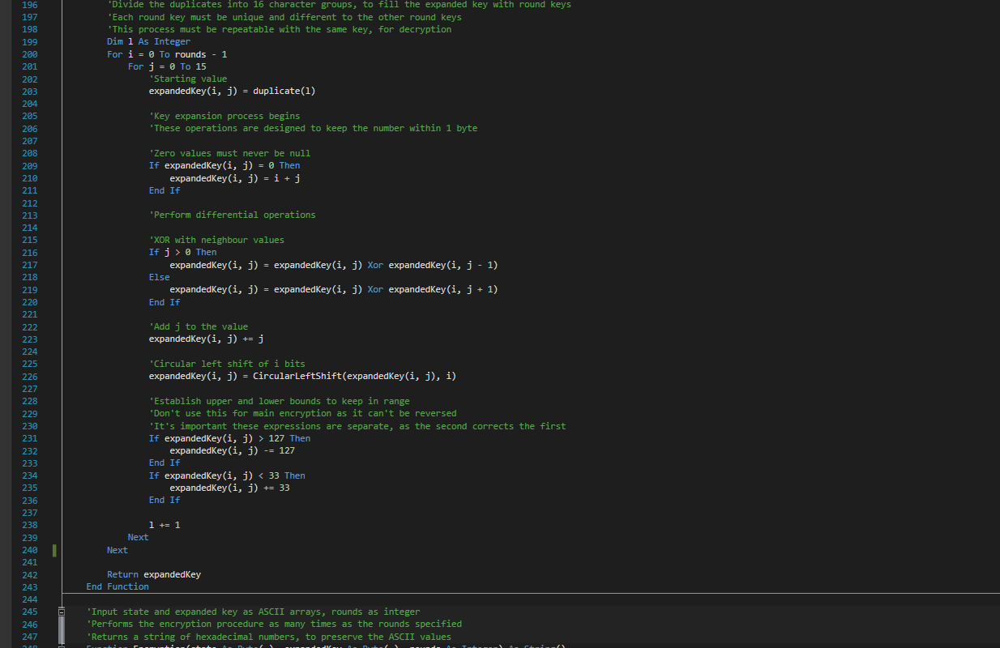 196 'Divide the duplicates into 16 character groups, to fill the expanded key with round keys
197 'Each round key must be unique and different to the other round keys
198 'This process must be repeatable with the same key, for decryption
199 Dim l As Integer
200 For i = 0 To rounds - 1
201 For j = 0 To 15
202 'Starting value
203 expandedKey(i, j) = duplicate(l)
204
205 'Key expansion process begins
206 'These operations are designed to keep the number within 1 byte
207
208 'Zero values must never be null
209 If expandedKey(i, j) = 0 Then
210 expandedKey(i, j) = i + j
211 End If
212
213 'Perform differential operations
214
215 'XOR with neighbour values
216 If j > 0 Then
217 expandedKey(i, j) = expandedKey(i, j) Xor expandedKey(i, j - 1)
218 Else
219 expandedKey(i, j) = expandedKey(i, j) Xor expandedKey(i, j + 1)
220 End If
221
222 'Add j to the value
223 expandedKey(i, j) += j
224
225 'Circular left shift of i bits
226 expandedKey(i, j) = CircularLeftShift(expandedKey(i, j), i)
227
228 'Establish upper and lower bounds to keep in range
229 'Don't use this for main encryption as it can't be reversed
230 'It's important these expressions are separate, as the second corrects the first
231 If expandedKey(i, j) > 127 Then
232 expandedKey(i, j) -= 127
233 End If
234 If expandedKey(i, j) < 33 Then
235 expandedKey(i, j) += 33
236 End If
237
238 l += 1
239 Next
240 Next
241
242 Return expandedKey
243 End Function
244
245 'Input state and expanded key as ASCII arrays, rounds as integer
246 'Performs the encryption procedure as many times as the rounds specified
247 'Returns a string of hexadecimal numbers, to preserve the ASCII values